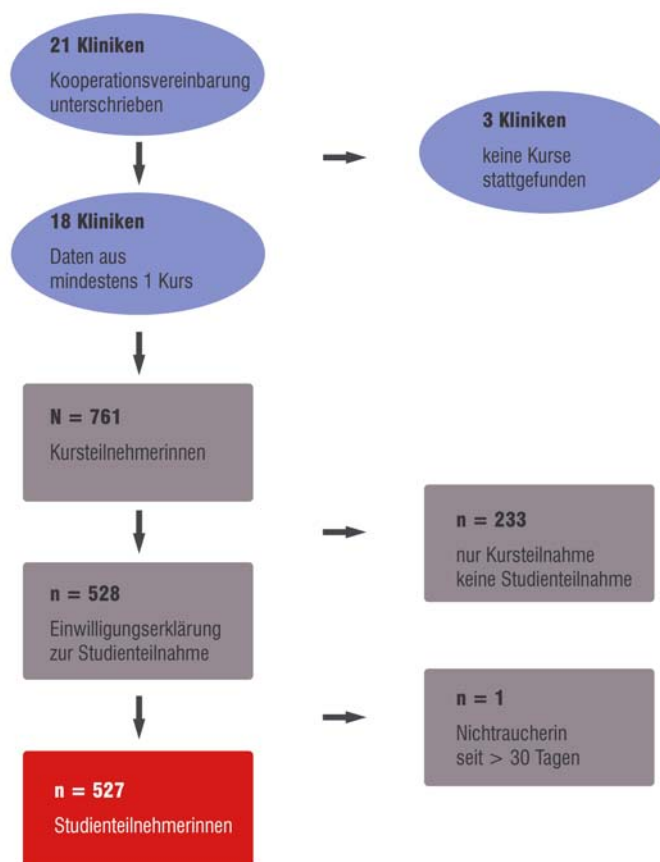 21 Kliniken
Kooperationsvereinbarung
unterschrieben
3 Kliniken
keine Kurse
stattgefunden
18 Kliniken
Daten aus
mindestens 1 Kurs
N = 761
Kursteilnehmerinnen
n = 233
nur Kursteilnahme
keine Studienteilnahme
n = 528
Einwilligungserklärung
zur Studienteilnahme
n = 1
Nichtraucherin
seit > 30 Tagen
n = 527
Studienteilnehmerinnen